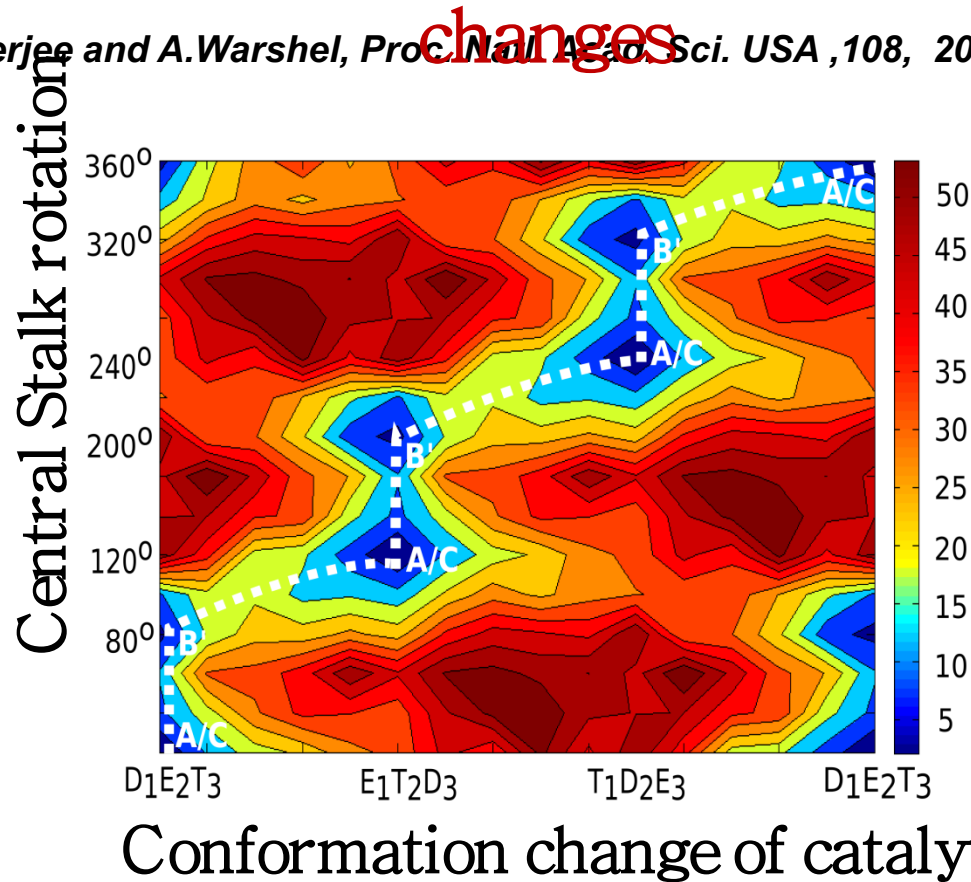 changes
erjee and A.Warshel, Proc. Natl. Acad. Sci. USA ,108, 20
Central Stalk rotation
360⁰
320⁰
240⁰
200⁰
120⁰
80⁰
A/C
B'
A/C
B'
A/C
B'
A/C
50
45
40
35
30
25
20
15
10
5
D₁E₂T₃ E₁T₂D₃ T₁D₂E₃ D₁E₂T₃
Conformation change of cataly